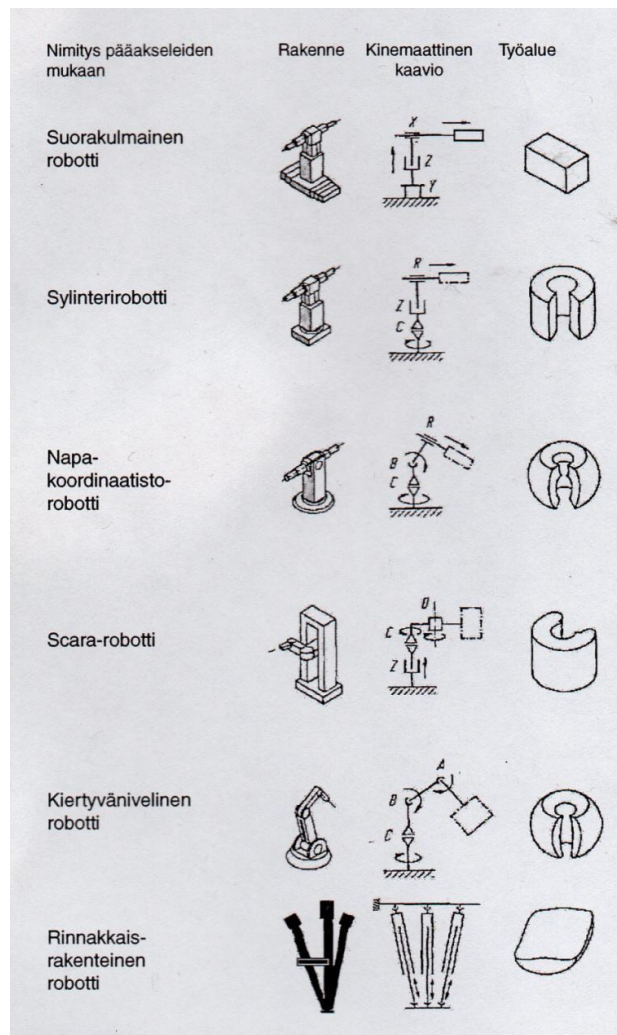 Nimitys pääakseleiden
mukaan
Rakenne
Kinemaattinen
kaavio
Työalue
Suorakulmainen
robotti
X
Z
Y
Sylinterirobotti
R
Z
C
Napa-
koordinaatisto-
robotti
R
B
C
Scara-robotti
D
C
Z
Kiertyvänivelinen
robotti
A
B
C
Rinnakkais-
rakenteinen
robotti